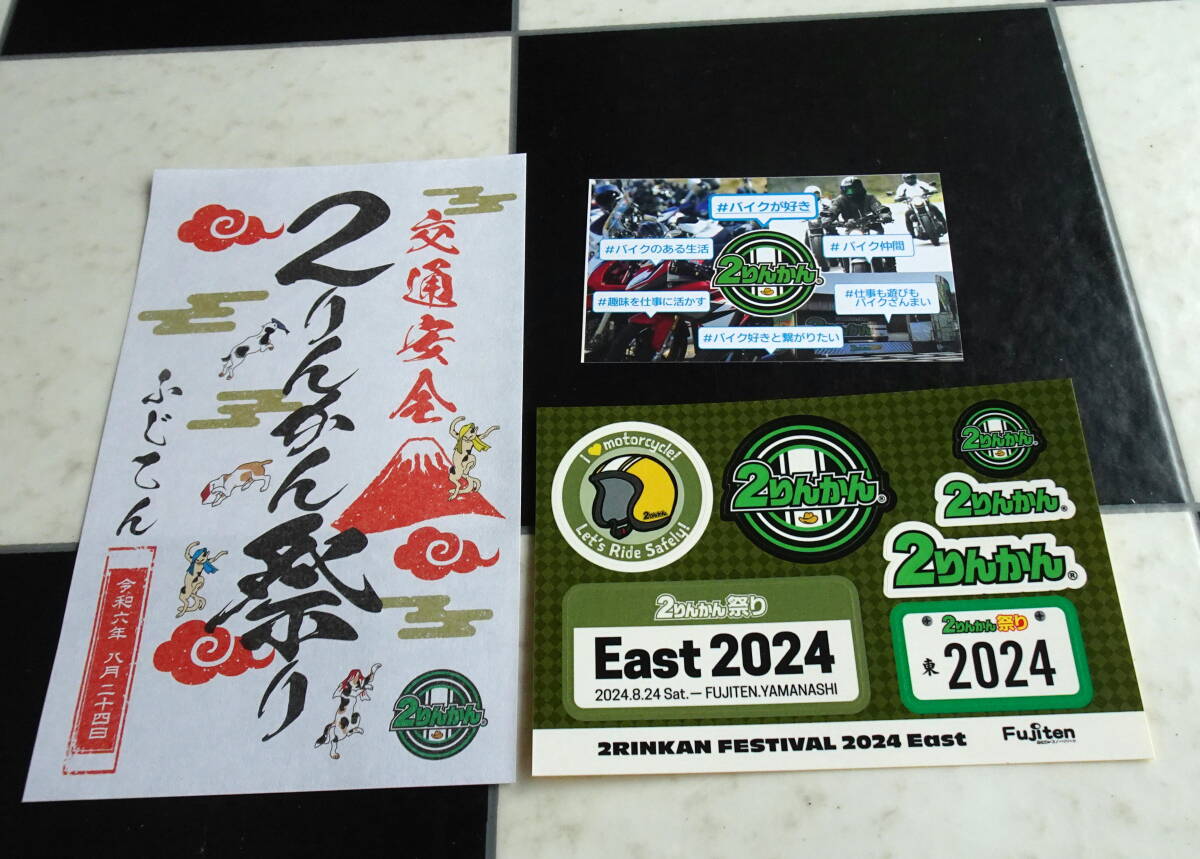 交通安全
2りんかん祭り
ふじてん
令和六年 八月二十四日
2りんかん®
#バイクが好き
#バイクのある生活
# バイク仲間
2りんかん®
#趣味を仕事に活かす
#仕事も遊びも
バイクざんまい
#バイク好きと繋がりたい
I ♥ motorcycle!
2りんかん
Let's Ride Safely!
2りんかん®
2りんかん®
2りんかん®
2りんかん®
2りんかん祭り
East 2024
2024.8.24 Sat.— FUJITEN.YAMANASHI
2りんかん祭り
東 2024
2RINKAN FESTIVAL 2024 East
Fujiten